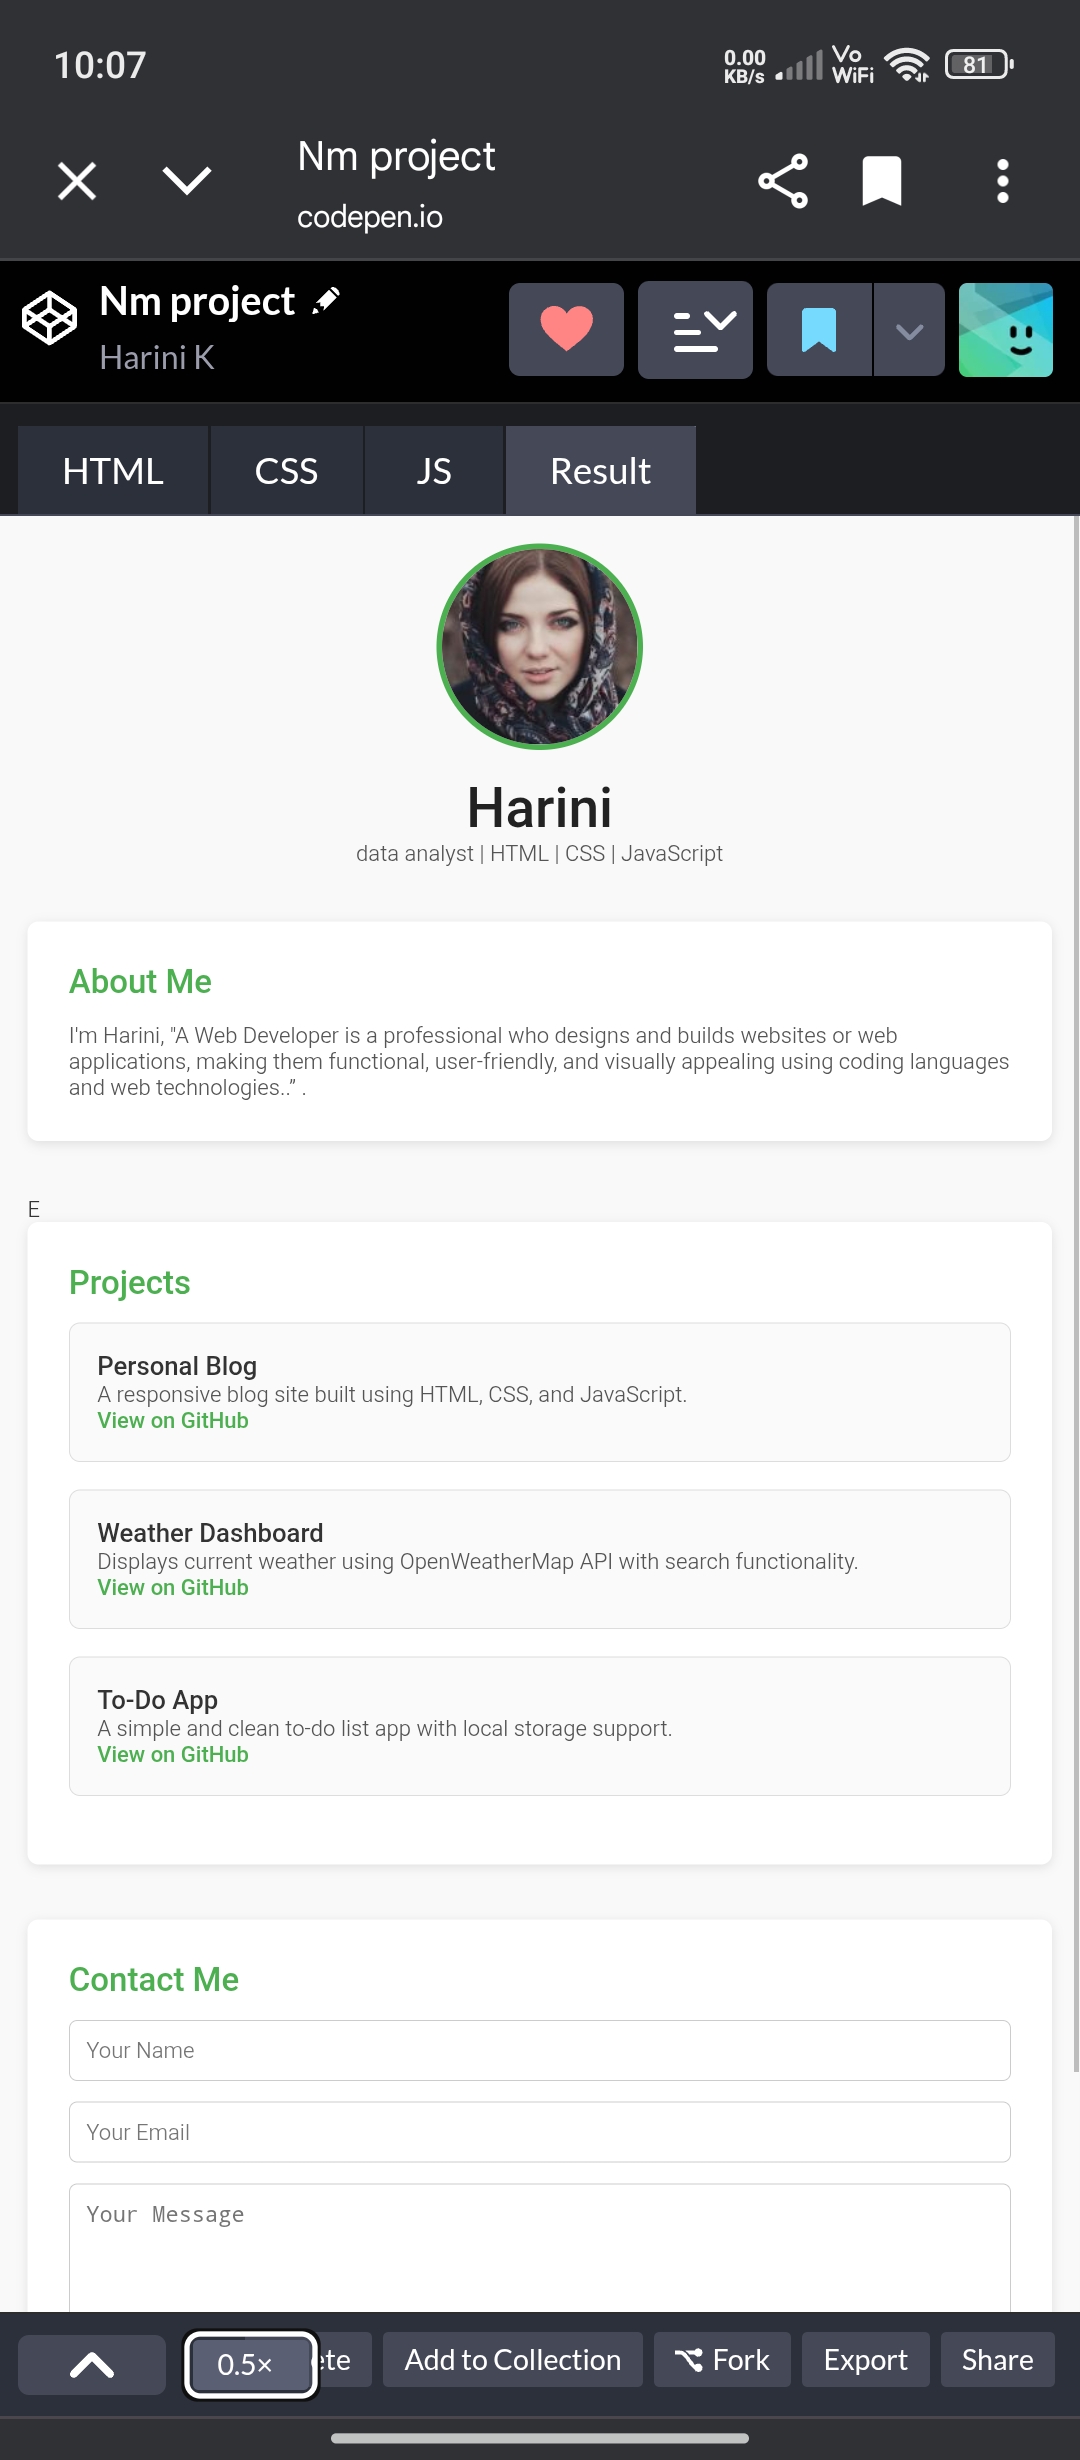 10:07
0.00
KB/s
Vo
WiFi
81
Nm project
codepen.io
Nm project
Harini K
HTML
CSS
JS
Result
Harini
data analyst | HTML | CSS | JavaScript
About Me
I'm Harini, "A Web Developer is a professional who designs and builds websites or web
applications, making them functional, user-friendly, and visually appealing using coding languages
and web technologies..” .
E
Projects
Personal Blog
A responsive blog site built using HTML, CSS, and JavaScript.
View on GitHub
Weather Dashboard
Displays current weather using OpenWeatherMap API with search functionality.
View on GitHub
To-Do App
A simple and clean to-do list app with local storage support.
View on GitHub
Contact Me
Your Name
Your Email
Your Message
0.5×
Add to Collection
Fork
Export
Share